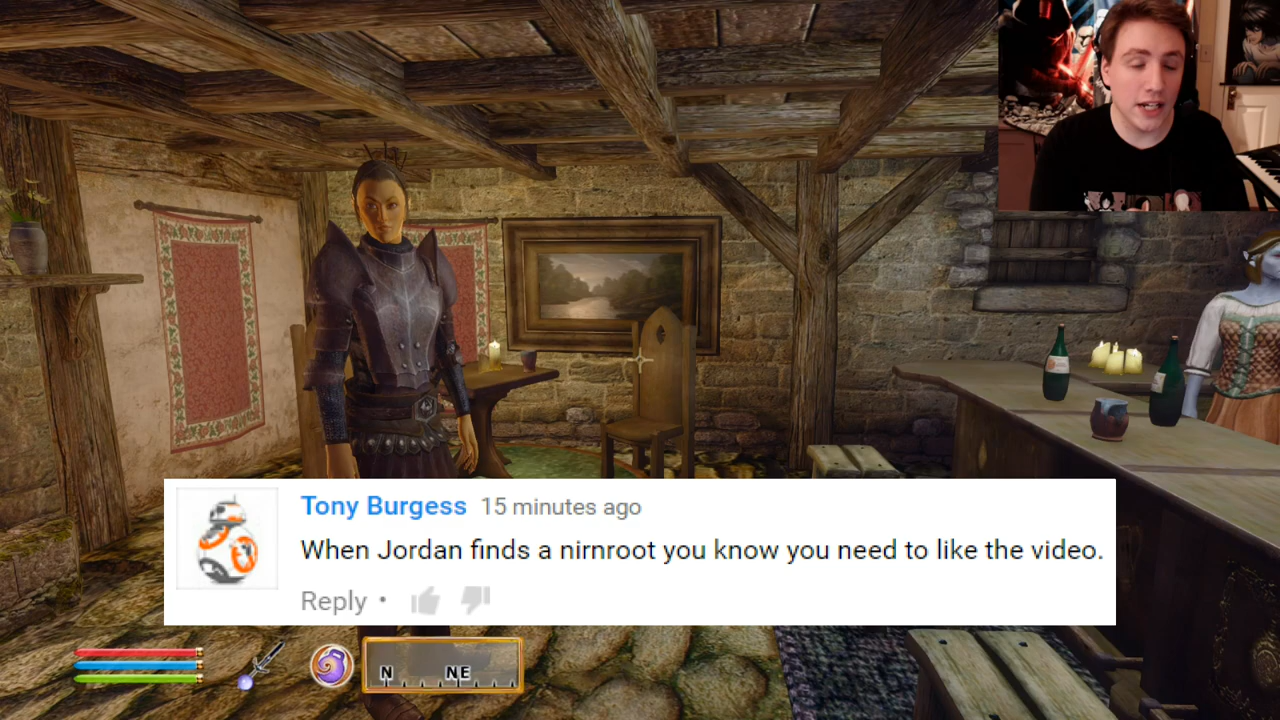 Tony Burgess 15 minutes ago
When Jordan finds a nirnroot you know you need to like the video.
Reply •
N NE